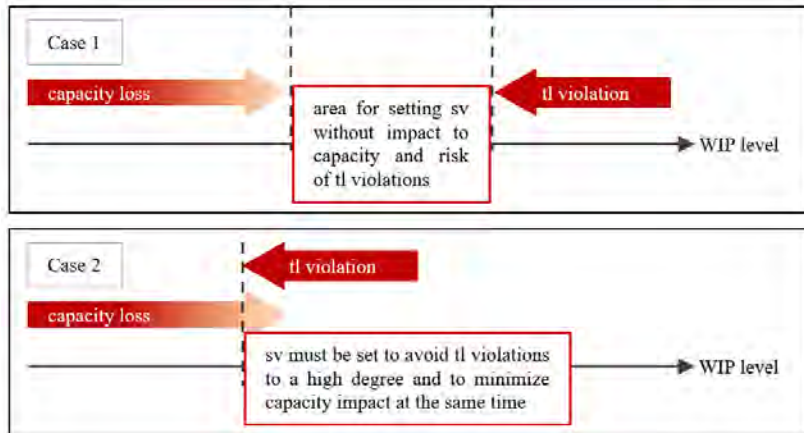 Case 1
capacity loss
tl violation
area for setting sv
without impact to
capacity and risk
of tl violations
WIP level
Case 2
tl violation
capacity loss
sv must be set to avoid tl violations
to a high degree and to minimize
capacity impact at the same time
WIP level